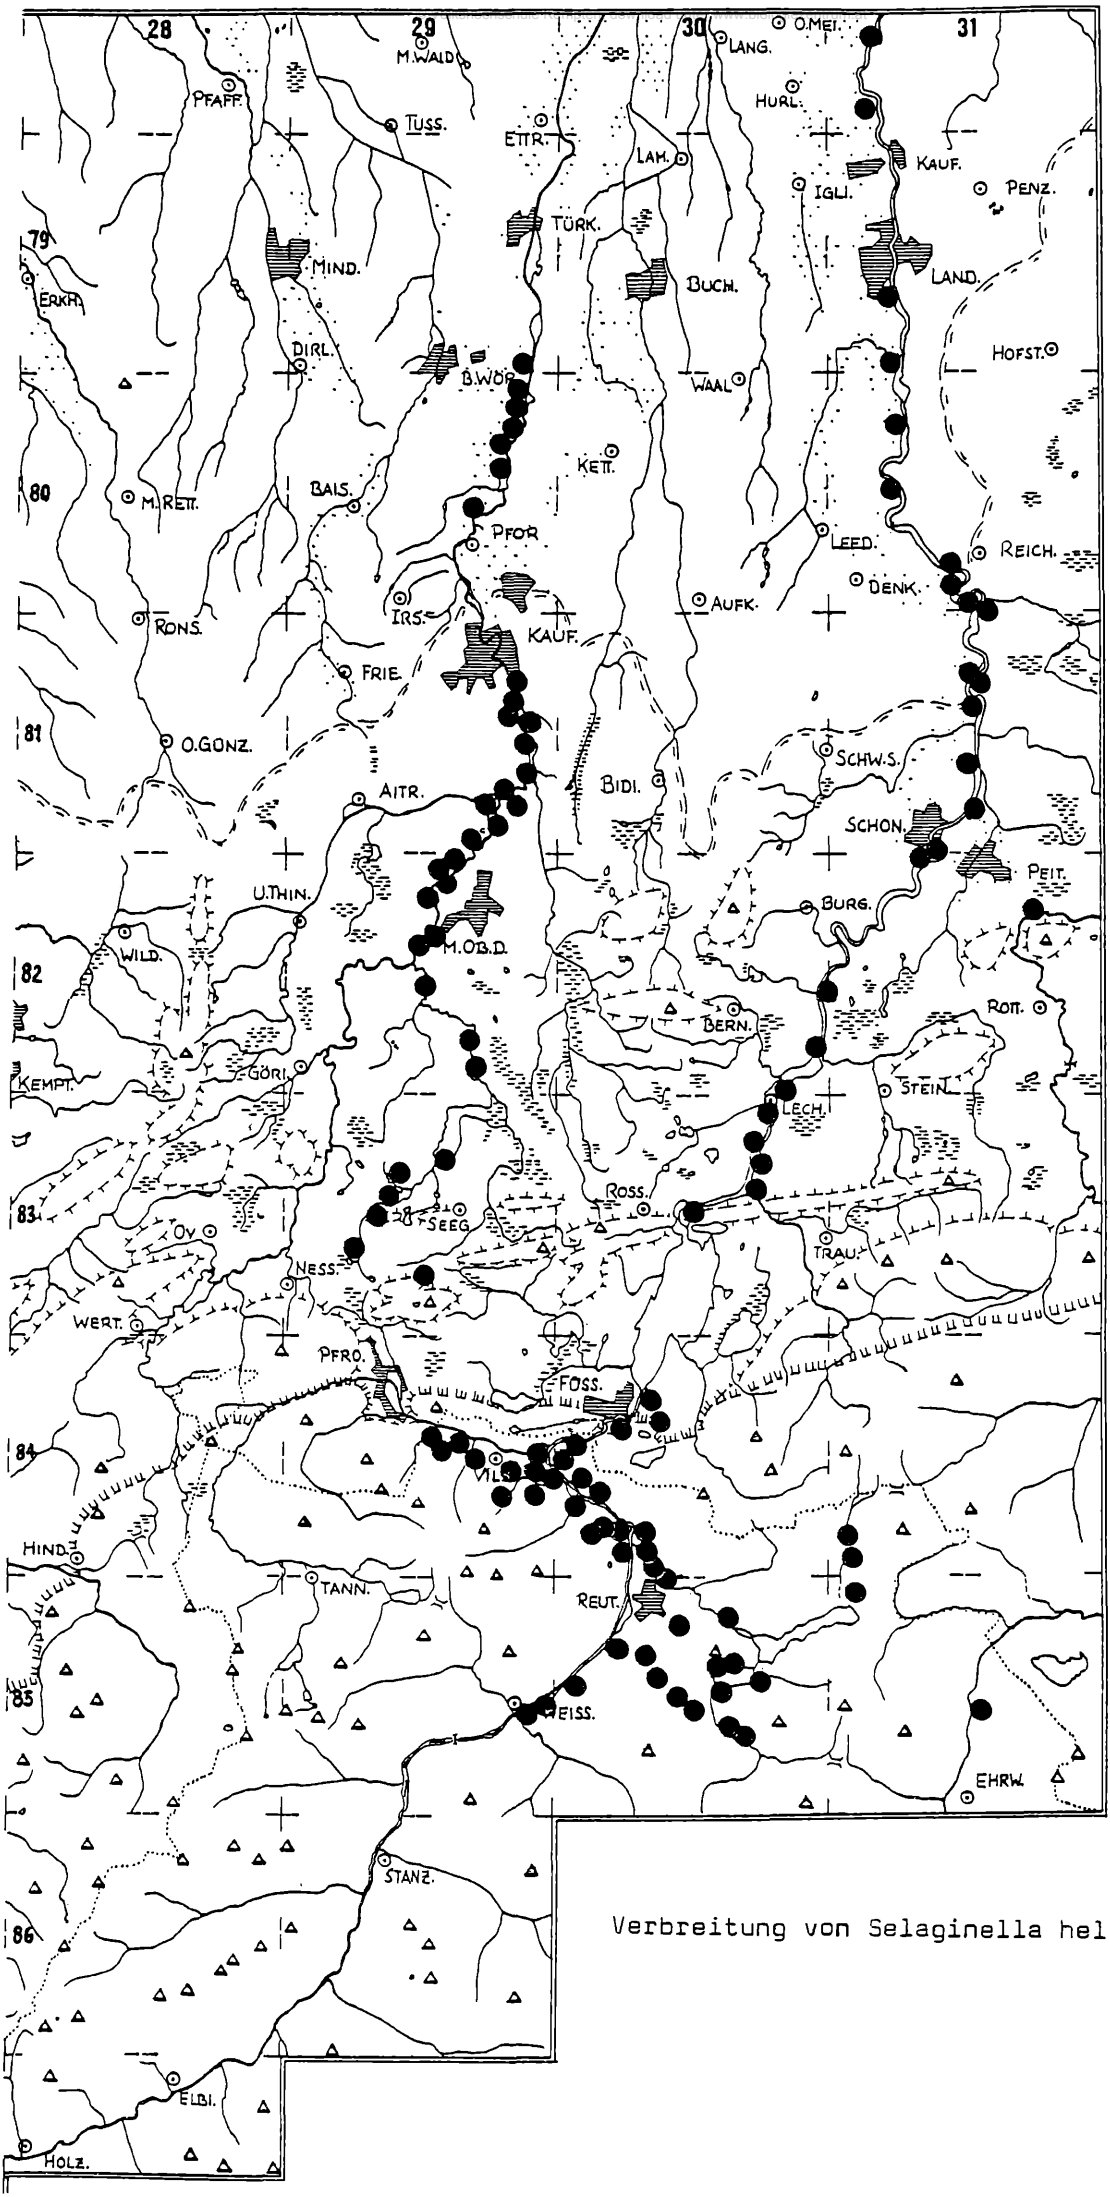 28 29 30 31
M.WALD
LANG.
O.MEI.
PFAFF.
HURL.
TUSS.
ETTR.
LAM.
KAUF.
IGLI.
PENZ.
TÜRK.
79
MIND.
BUCH.
LAND.
ERKH.
DIRL.
HOFST.
B.WÖR.
WAAL
KETT.
80
BAIS.
M.RETT.
PFOR
LEED.
REICH.
DENK.
IRS.
AUFK.
RONS.
KAUF.
FRIE.
81
O.GÜNZ.
SCHW.S.
AITR.
BIDI.
SCHON.
PEIT.
U.THIN.
BURG.
M.OB.D.
WILD.
82
ROTT.
BERN.
GÖRI.
KEMPT.
STEIN.
LECH.
83
ROSS.
SEEG
OY
TRAU.
NESS.
WERT.
PFRO.
FÜSS.
84
VILS
HIND.
TANN.
REUT.
85
WEISS.
EHRW.
STANZ.
86
Verbreitung von Selaginella hel
ELBI.
HOLZ.